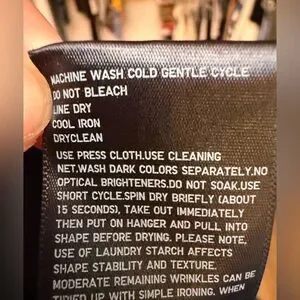 MACHINE WASH COLD GENTLE CYCLE
DO NOT BLEACH
LINE DRY
COOL IRON
DRYCLEAN
USE PRESS CLOTH.USE CLEANING
NET.WASH DARK COLORS SEPARATELY.NO
OPTICAL BRIGHTENERS.DO NOT SOAK.USE
SHORT CYCLE.SPIN DRY BRIEFLY (ABOUT
15 SECONDS), TAKE OUT IMMEDIATELY
THEN PUT ON HANGER AND PULL INTO
SHAPE BEFORE DRYING. PLEASE NOTE,
USE OF LAUNDRY STARCH AFFECTS
SHAPE STABILITY AND TEXTURE.
MODERATE REMAINING WRINKLES CAN BE
TIDIED UP WITH SIMPLE IRONING. WHEN